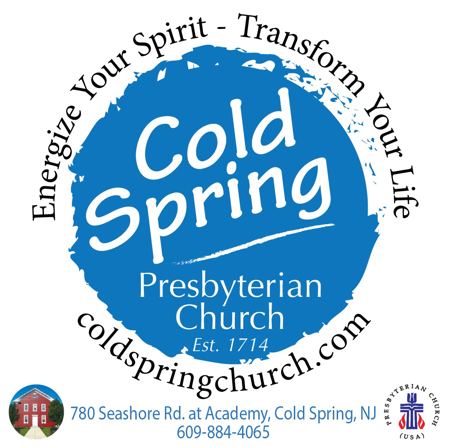 Energize Your Spirit - Transform Your Life
Cold
Spring
Presbyterian
Church
Est. 1714
coldspringchurch.com
780 Seashore Rd. at Academy, Cold Spring, NJ
609-884-4065
PRESBYTERIAN CHURCH
(USA)